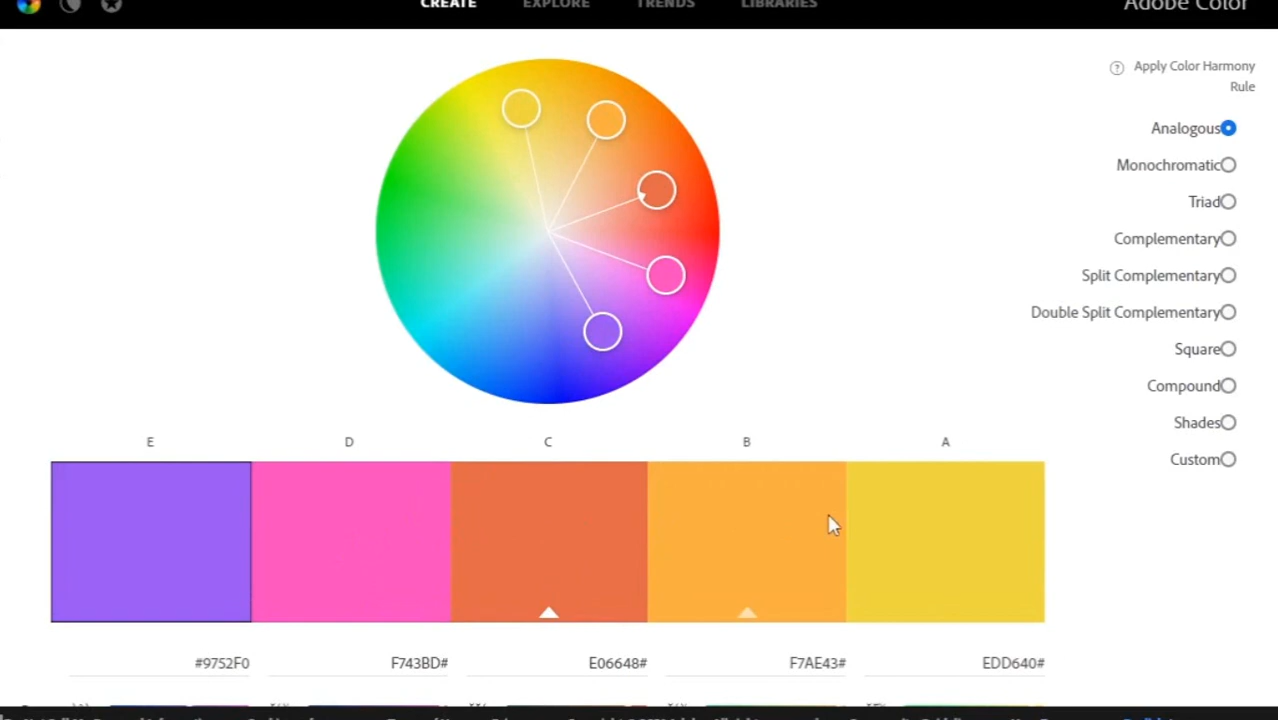 CREATE EXPLORE TRENDS LIBRARIES Adobe Color
Apply Color Harmony
Rule
Analogous
Monochromatic
Triad
Complementary
Split Complementary
Double Split Complementary
Square
Compound
Shades
Custom
E D C B A
#9752F0 F743BD# E06648# F7AE43# EDD640#